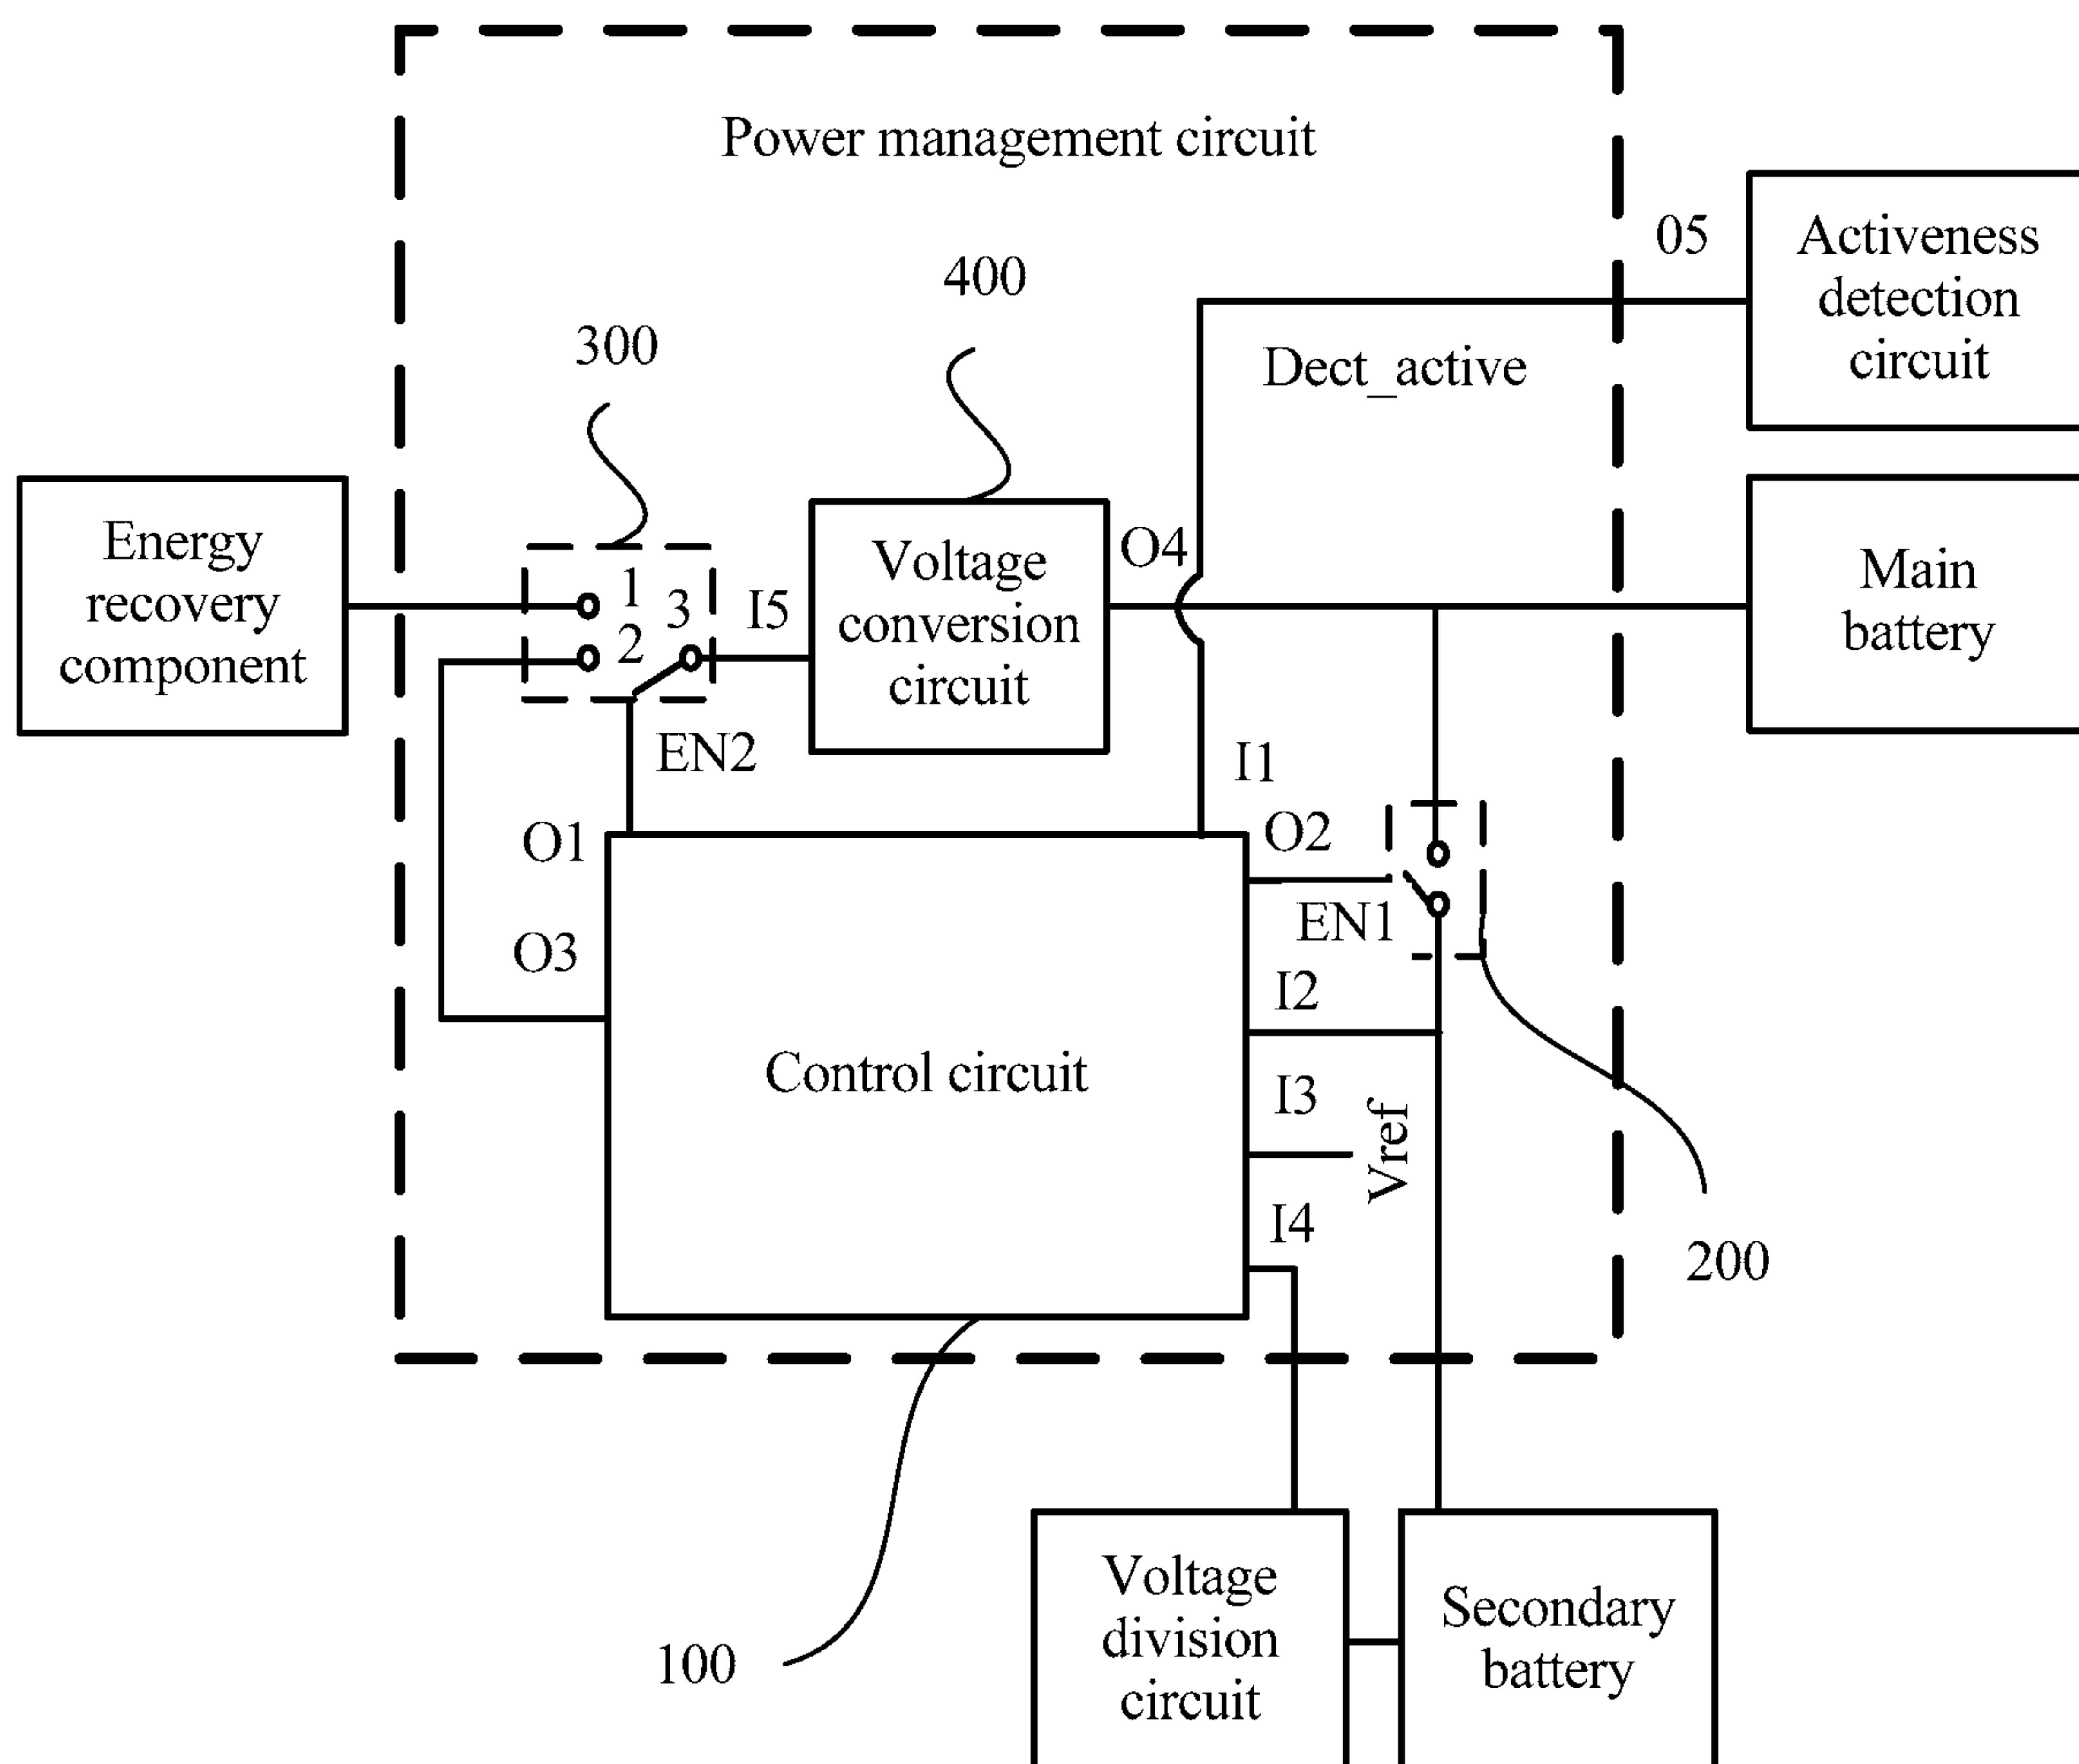 Power management circuit
05
Activeness
detection
circuit
400
300
Dect_active
Energy
recovery
component
1
2
3
I5
Voltage
conversion
circuit
O4
Main
battery
EN2
I1
O1
O2
EN1
O3
I2
Control circuit
I3
Vref
I4
200
100
Voltage
division
circuit
Secondary
battery